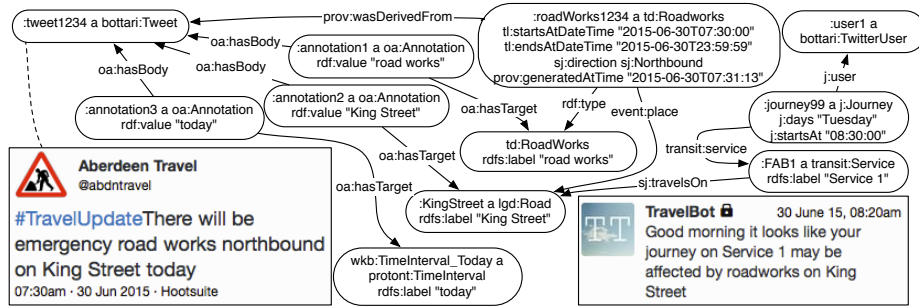 :tweet1234 a bottari:Tweet
prov:wasDerivedFrom
:roadWorks1234 a td:Roadworks
tl:startsAtDateTime "2015-06-30T07:30:00"
tl:endsAtDateTime "2015-06-30T23:59:59"
sj:direction sj:Northbound
prov:generatedAtTime "2015-06-30T07:31:13"
:user1 a
bottari:TwitterUser
oa:hasBody
:annotation1 a oa:Annotation
rdf:value "road works"
oa:hasBody
oa:hasBody
j:user
:annotation3 a oa:Annotation
rdf:value "today"
:annotation2 a oa:Annotation
rdf:value "King Street"
oa:hasTarget
rdf:type
event:place
:journey99 a j:Journey
j:days "Tuesday"
j:startsAt "08:30:00"
td:RoadWorks
rdfs:label "road works"
transit:service
oa:hasTarget
oa:hasTarget
:FAB1 a transit:Service
rdfs:label "Service 1"
sj:travelsOn
:KingStreet a lgd:Road
rdfs:label "King Street"
wkb:TimeInterval_Today a
protont:TimeInterval
rdfs:label "today"
Aberdeen Travel
@abdntravel
#TravelUpdateThere will be
emergency road works northbound
on King Street today
07:30am · 30 Jun 2015 · Hootsuite
TT
TravelBot 30 June 15, 08:20am
Good morning it looks like your
journey on Service 1 may be
affected by roadworks on King
Street